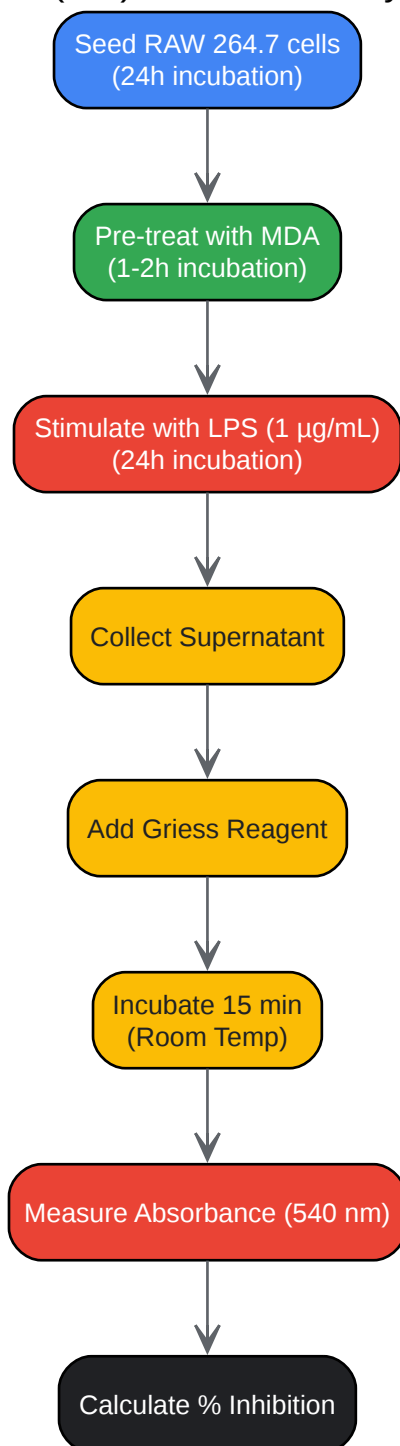 Seed RAW 264.7 cells
(24h incubation)
Pre-treat with MDA
(1-2h incubation)
Stimulate with LPS (1 µg/mL)
(24h incubation)
Collect Supernatant
Add Griess Reagent
Incubate 15 min
(Room Temp)
Measure Absorbance (540 nm)
Calculate % Inhibition